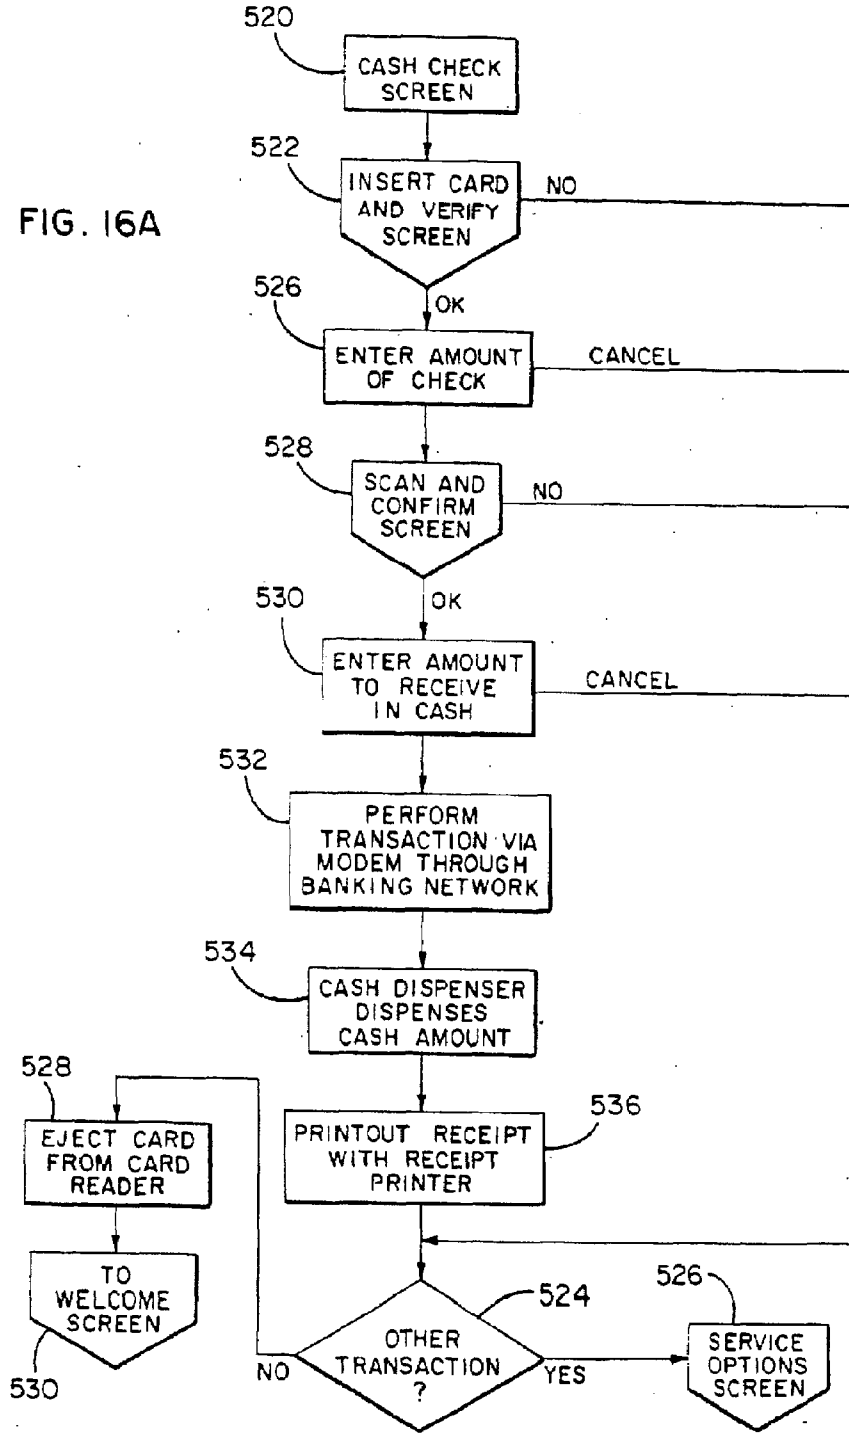 520
CASH CHECK
SCREEN
522
INSERT CARD
AND VERIFY
SCREEN
NO
FIG. 16A
OK
526
ENTER AMOUNT
OF CHECK
CANCEL
528
SCAN AND
CONFIRM
SCREEN
NO
OK
530
ENTER AMOUNT
TO RECEIVE
IN CASH
CANCEL
532
PERFORM
TRANSACTION VIA
MODEM THROUGH
BANKING NETWORK
534
CASH DISPENSER
DISPENSES
CASH AMOUNT
536
PRINTOUT RECEIPT
WITH RECEIPT
PRINTER
528
EJECT CARD
FROM CARD
READER
TO
WELCOME
SCREEN
530
524
OTHER
TRANSACTION
?
NO
YES
526
SERVICE
OPTIONS
SCREEN